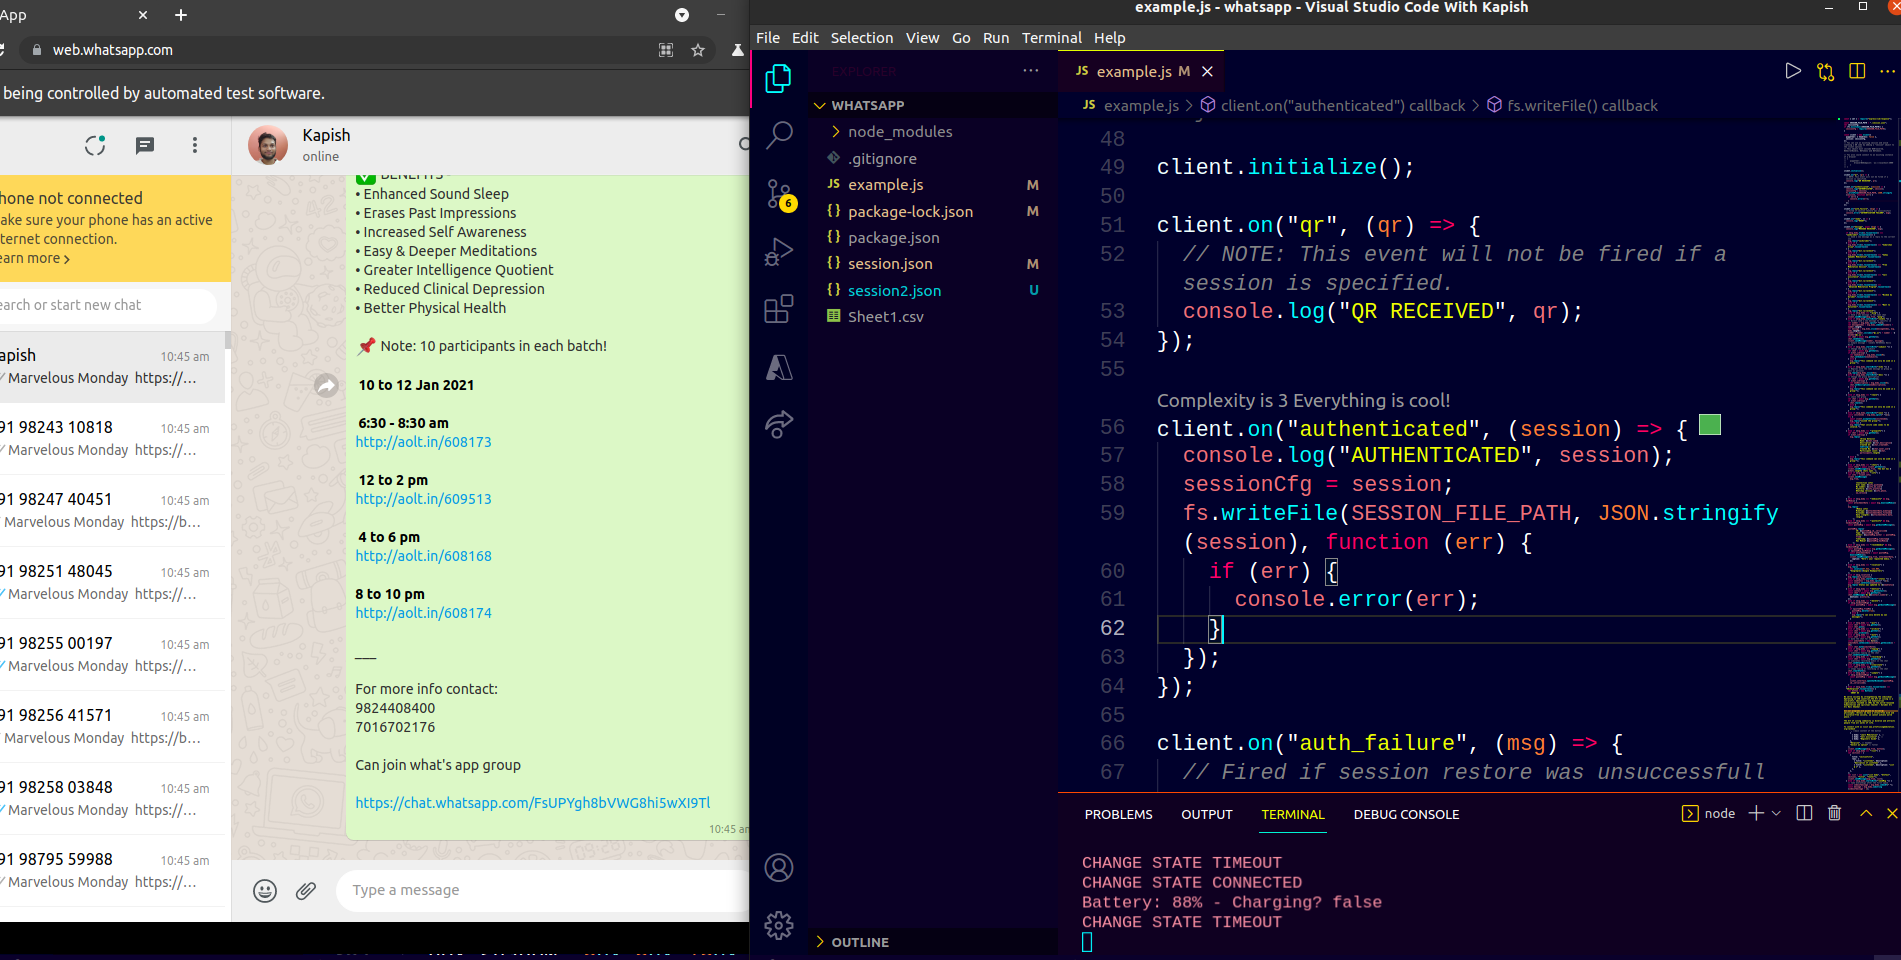 App
web.whatsapp.com
being controlled by automated test software.
Kapish
online
hone not connected
ake sure your phone has an active
ternet connection.
earn more >
earch or start new chat
apish 10:45 am
Marvelous Monday https://...
91 98243 10818 10:45 am
Marvelous Monday https://...
91 98247 40451 10:45 am
Marvelous Monday https://b...
91 98251 48045 10:45 am
Marvelous Monday https://...
91 98255 00197 10:45 am
Marvelous Monday https://...
91 98256 41571 10:45 am
Marvelous Monday https://b...
91 98258 03848 10:45 am
Marvelous Monday https://...
91 98795 59988 10:45 am
Marvelous Monday https://...
BENEFITS
• Enhanced Sound Sleep
• Erases Past Impressions
• Increased Self Awareness
• Easy & Deeper Meditations
• Greater Intelligence Quotient
• Reduced Clinical Depression
• Better Physical Health
📌 Note: 10 participants in each batch!
10 to 12 Jan 2021
6:30 - 8:30 am
http://aolt.in/608173
12 to 2 pm
http://aolt.in/609513
4 to 6 pm
http://aolt.in/608168
8 to 10 pm
http://aolt.in/608174
___
For more info contact:
9824408400
7016702176
Can join what's app group
https://chat.whatsapp.com/FsUPYgh8bVWG8hi5wXI9Tl
10:45 am
Type a message
example.js - whatsapp - Visual Studio Code With Kapish
File Edit Selection View Go Run Terminal Help
EXPLORER ...
WHATSAPP
node_modules
.gitignore
JS example.js M
{} package-lock.json M
{} package.json
{} session.json M
{} session2.json U
Sheet1.csv
6
OUTLINE
JS example.js M
JS example.js > client.on("authenticated") callback > fs.writeFile() callback
48
49 client.initialize();
50
51 client.on("qr", (qr) => {
52 // NOTE: This event will not be fired if a
session is specified.
53 console.log("QR RECEIVED", qr);
54 });
55
Complexity is 3 Everything is cool!
56 client.on("authenticated", (session) => {
57 console.log("AUTHENTICATED", session);
58 sessionCfg = session;
59 fs.writeFile(SESSION_FILE_PATH, JSON.stringify
(session), function (err) {
60 if (err) {
61 console.error(err);
62 }
63 });
64 });
65
66 client.on("auth_failure", (msg) => {
67 // Fired if session restore was unsuccessfull
PROBLEMS OUTPUT TERMINAL DEBUG CONSOLE
node
CHANGE STATE TIMEOUT
CHANGE STATE CONNECTED
Battery: 88% - Charging? false
CHANGE STATE TIMEOUT